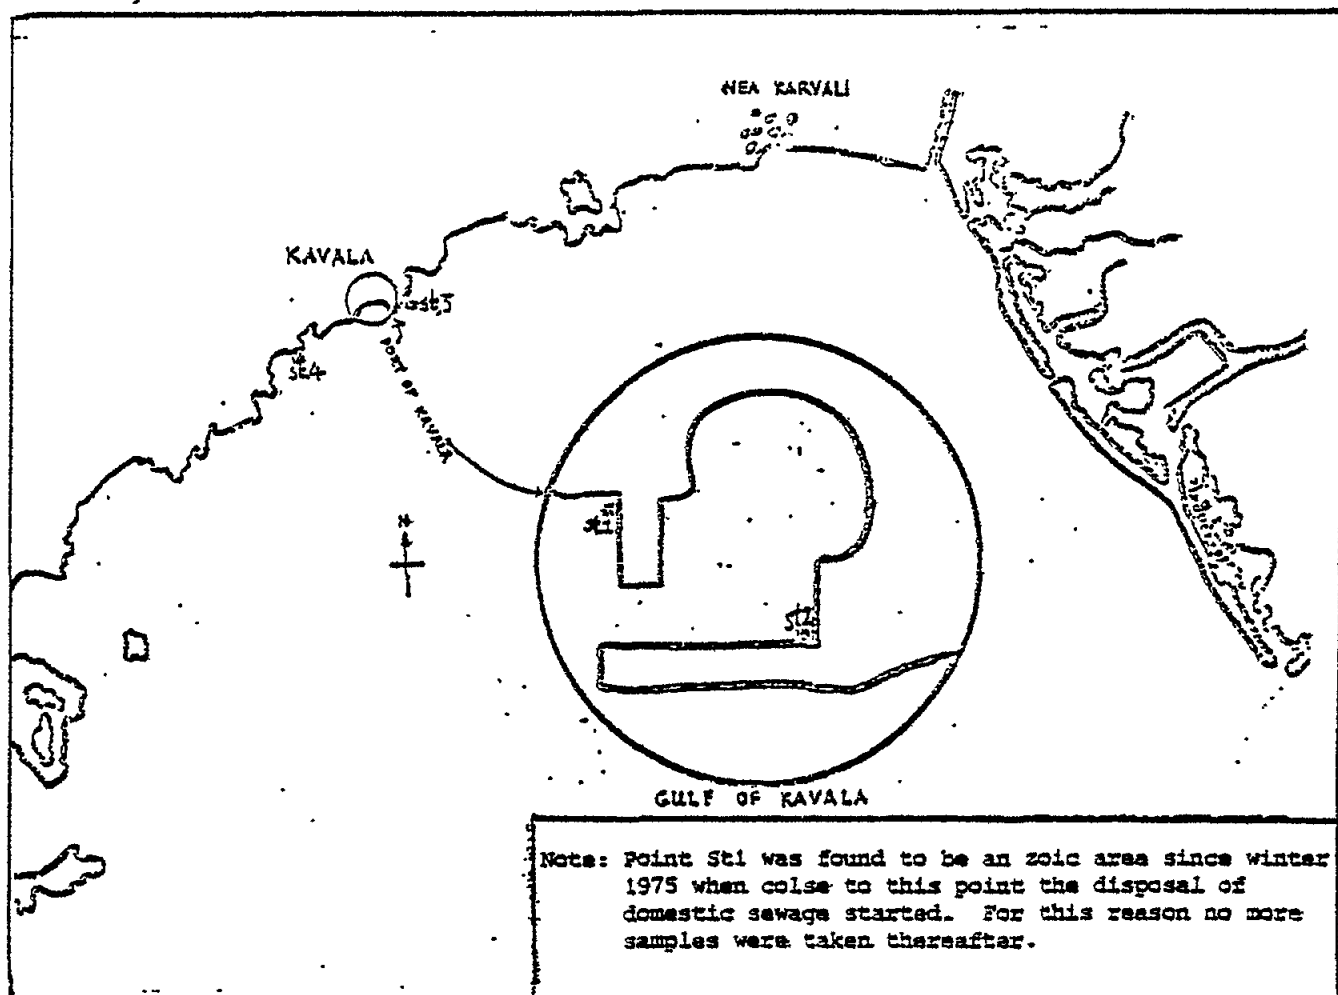 NEA KARVALI
KAVALA
st3
st4
PORT OF KAVALA
N
st1
st2
GULF OF KAVALA
Note: Point St1 was found to be an zoic area since winter
1975 when colse to this point the disposal of
domestic sewage started. For this reason no more
samples were taken thereafter.